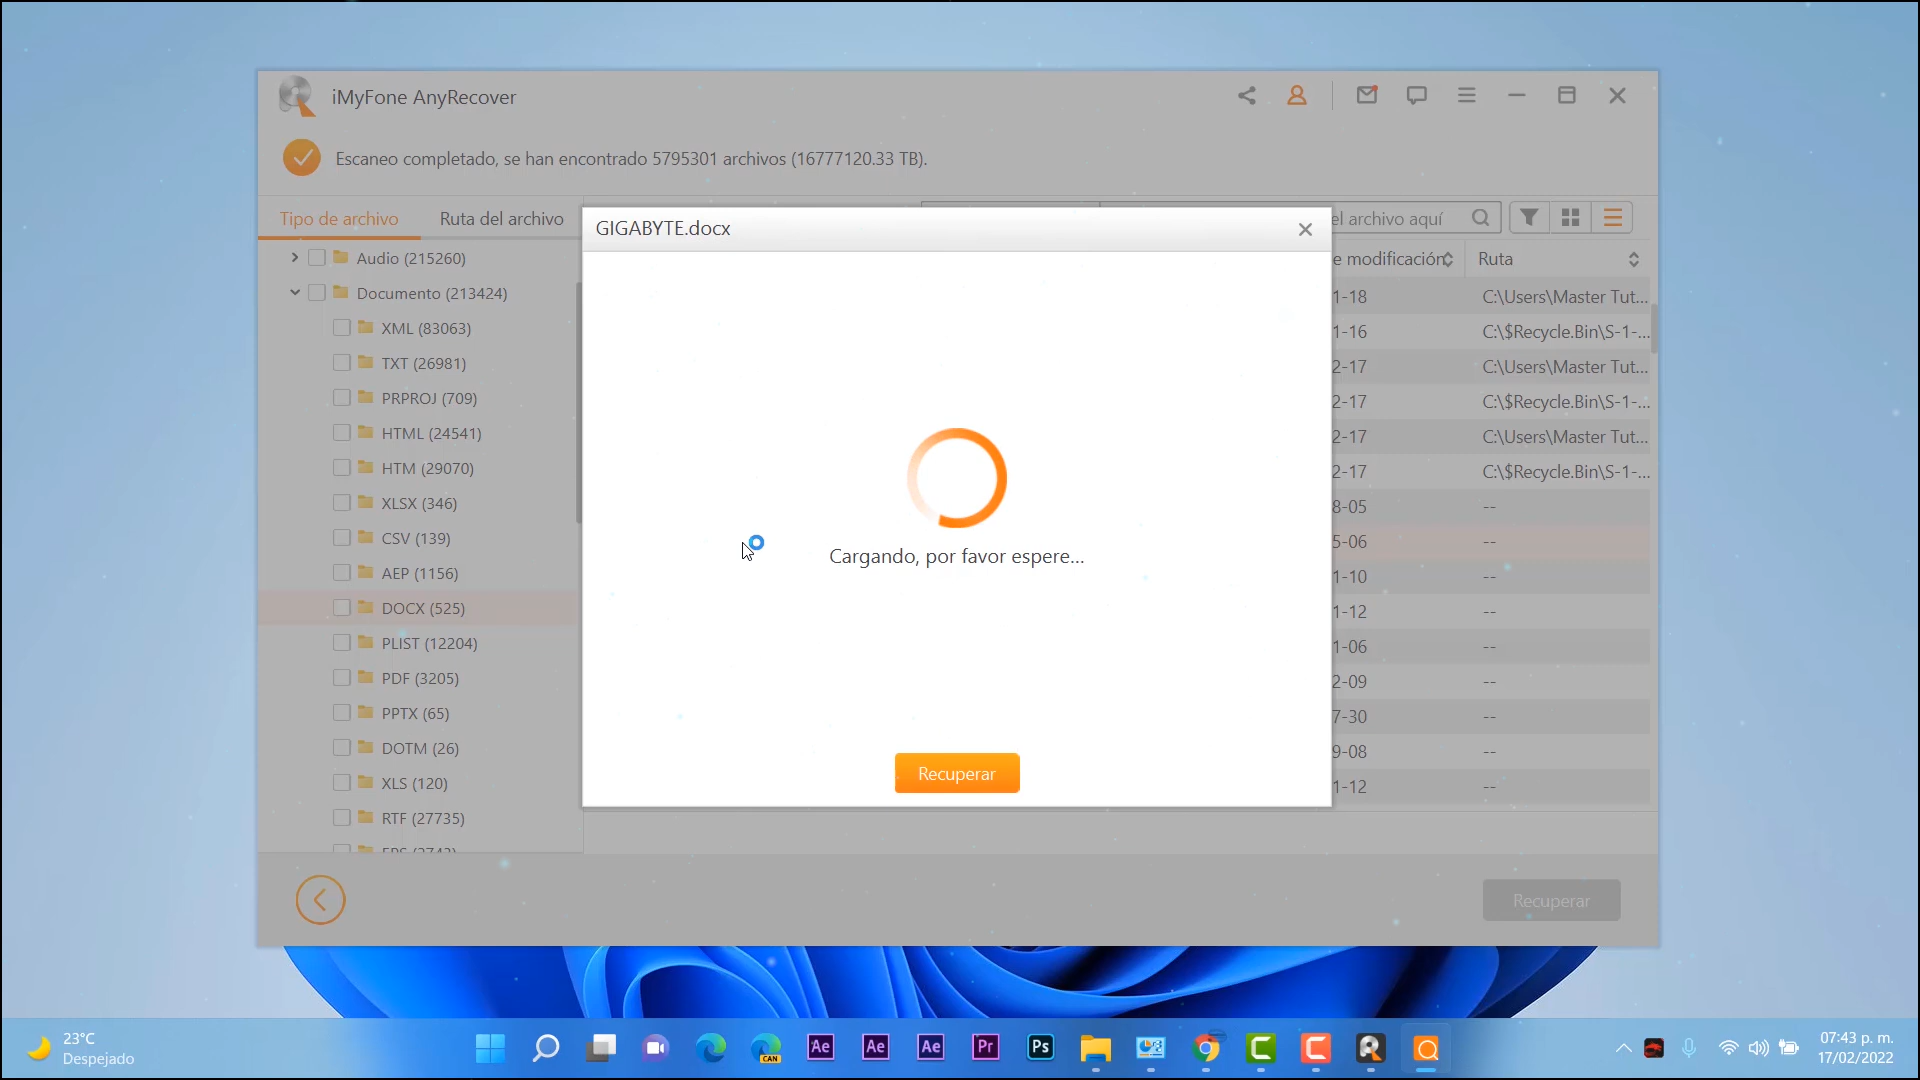 iMyFone AnyRecover
Escaneo completado, se han encontrado 5795301 archivos (16777120.33 TB).
Tipo de archivo
Ruta del archivo
Audio (215260)
Documento (213424)
XML (83063)
TXT (26981)
PRPROJ (709)
HTML (24541)
HTM (29070)
XLSX (346)
CSV (139)
AEP (1156)
DOCX (525)
PLIST (12204)
PDF (3205)
PPTX (65)
DOTM (26)
XLS (120)
RTF (27735)
GIGABYTE.docx
Cargando, por favor espere...
Recuperar
el archivo aquí
e modificación
Ruta
1-18
C:\Users\Master Tut...
1-16
C:\$Recycle.Bin\S-1-...
2-17
C:\Users\Master Tut...
2-17
C:\$Recycle.Bin\S-1-...
2-17
C:\Users\Master Tut...
2-17
C:\$Recycle.Bin\S-1-...
8-05
--
5-06
--
1-10
--
1-12
--
1-06
--
2-09
--
7-30
--
9-08
--
1-12
--
Recuperar
23°C
Despejado
CAN
Ae
Ae
Ae
Pr
Ps
07:43 p. m.
17/02/2022